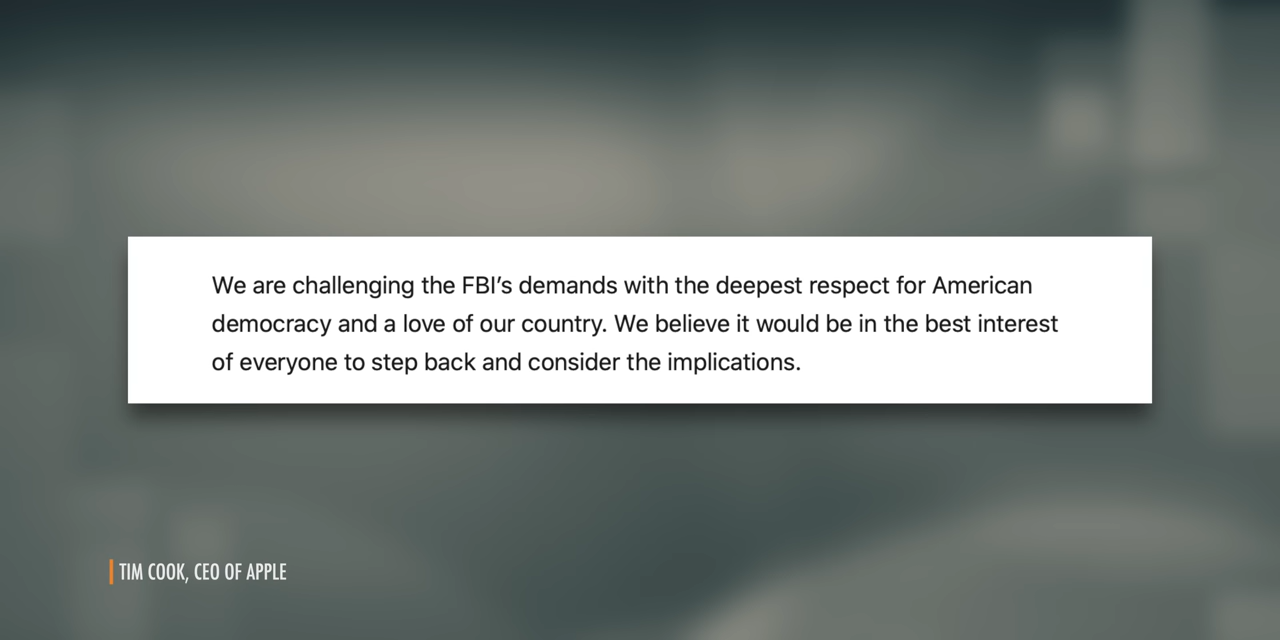 We are challenging the FBI’s demands with the deepest respect for American
democracy and a love of our country. We believe it would be in the best interest
of everyone to step back and consider the implications.
TIM COOK, CEO OF APPLE